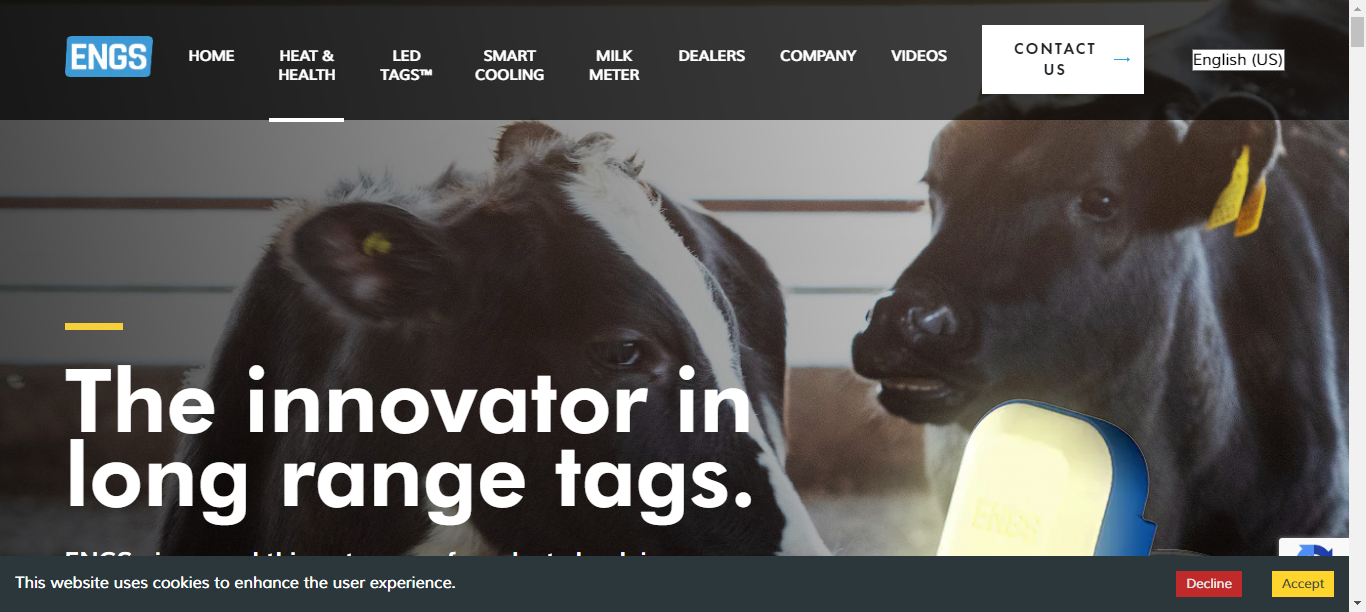 ENGS
HOME
HEAT &
HEALTH
LED
TAGS™
SMART
COOLING
MILK
METER
DEALERS
COMPANY
VIDEOS
CONTACT
US
English (US)
The innovator in
long range tags.
ENGS
This website uses cookies to enhance the user experience.
Decline
Accept